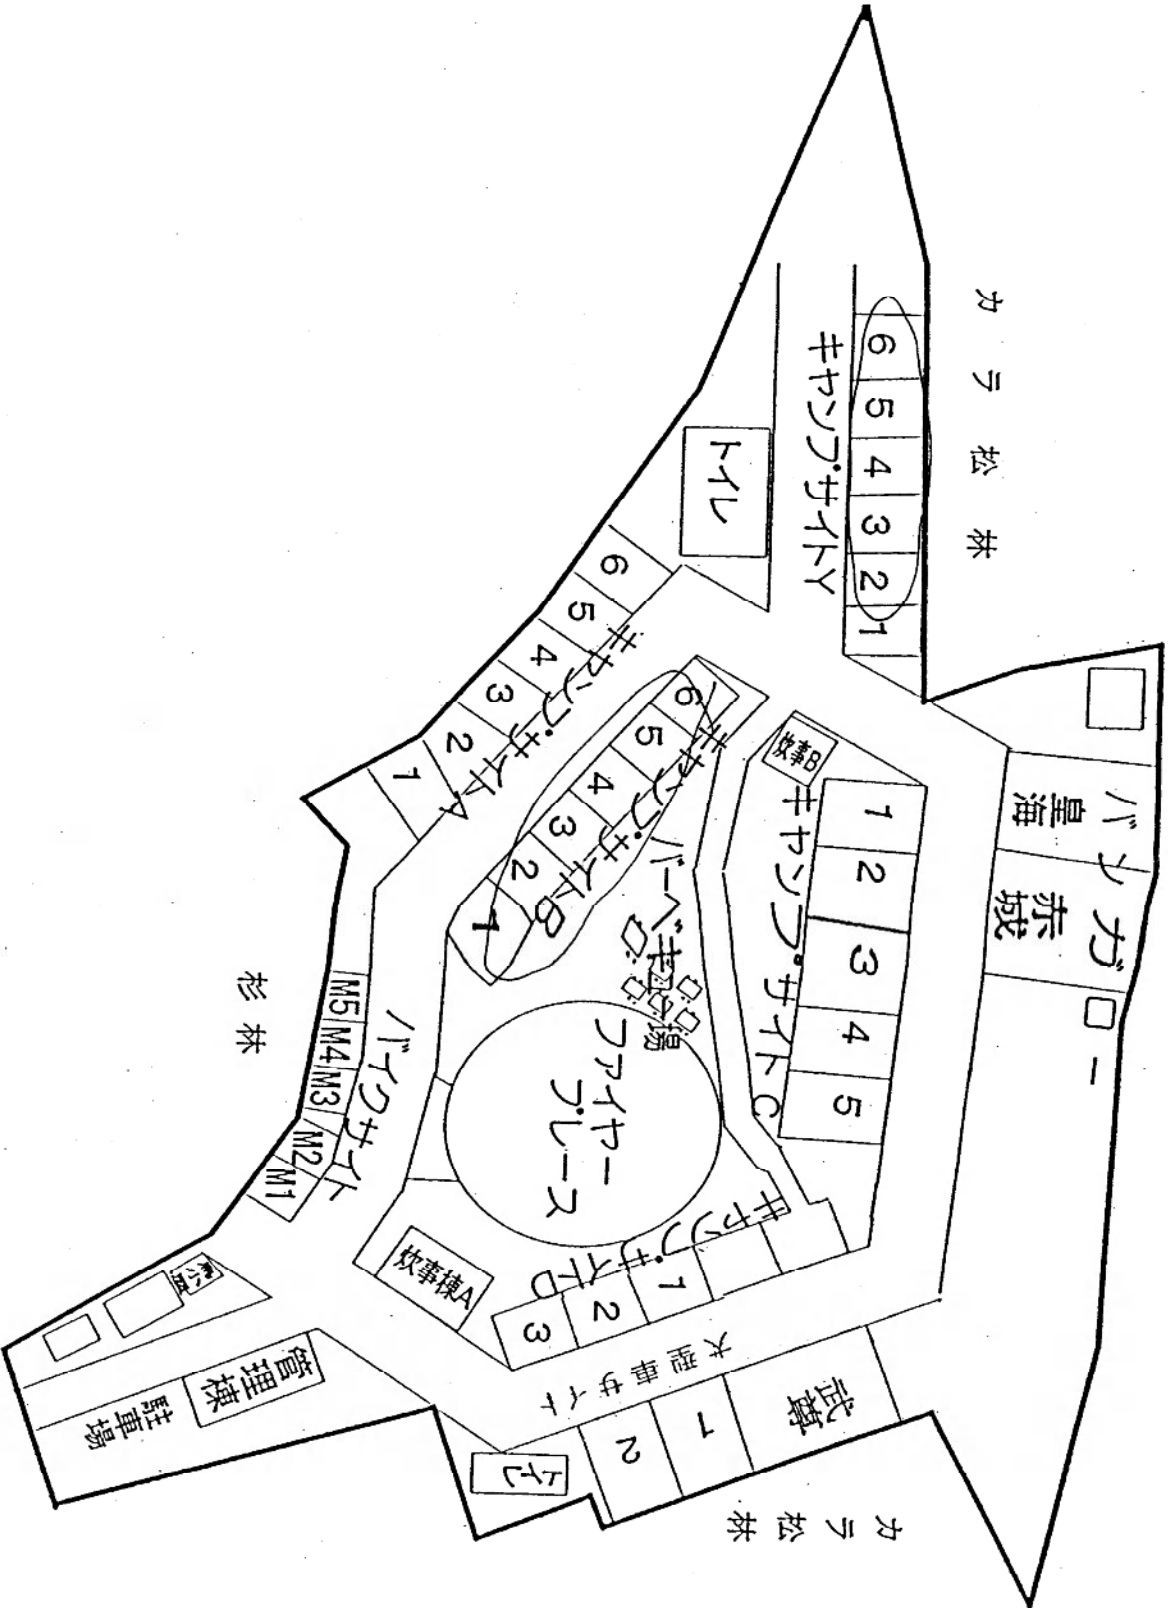 カラ松林
6
5
4
3
2
1
キャンプサイトY
トイレ
6
5
4
3
2
1
キャンプサイトA
6
5
4
3
2
1
キャンプサイトB
炊事B
1
2
3
4
5
キャンプサイトC
バンガロー
皇海
赤城
バーベキュー場
ファイヤー
プレース
杉林
M5
M4
M3
M2
M1
バイクサイト
炊事棟A
キャンプサイトD
1
2
3
大型車サイト
武尊
1
2
トイレ
管理棟
駐車場
カラ松林